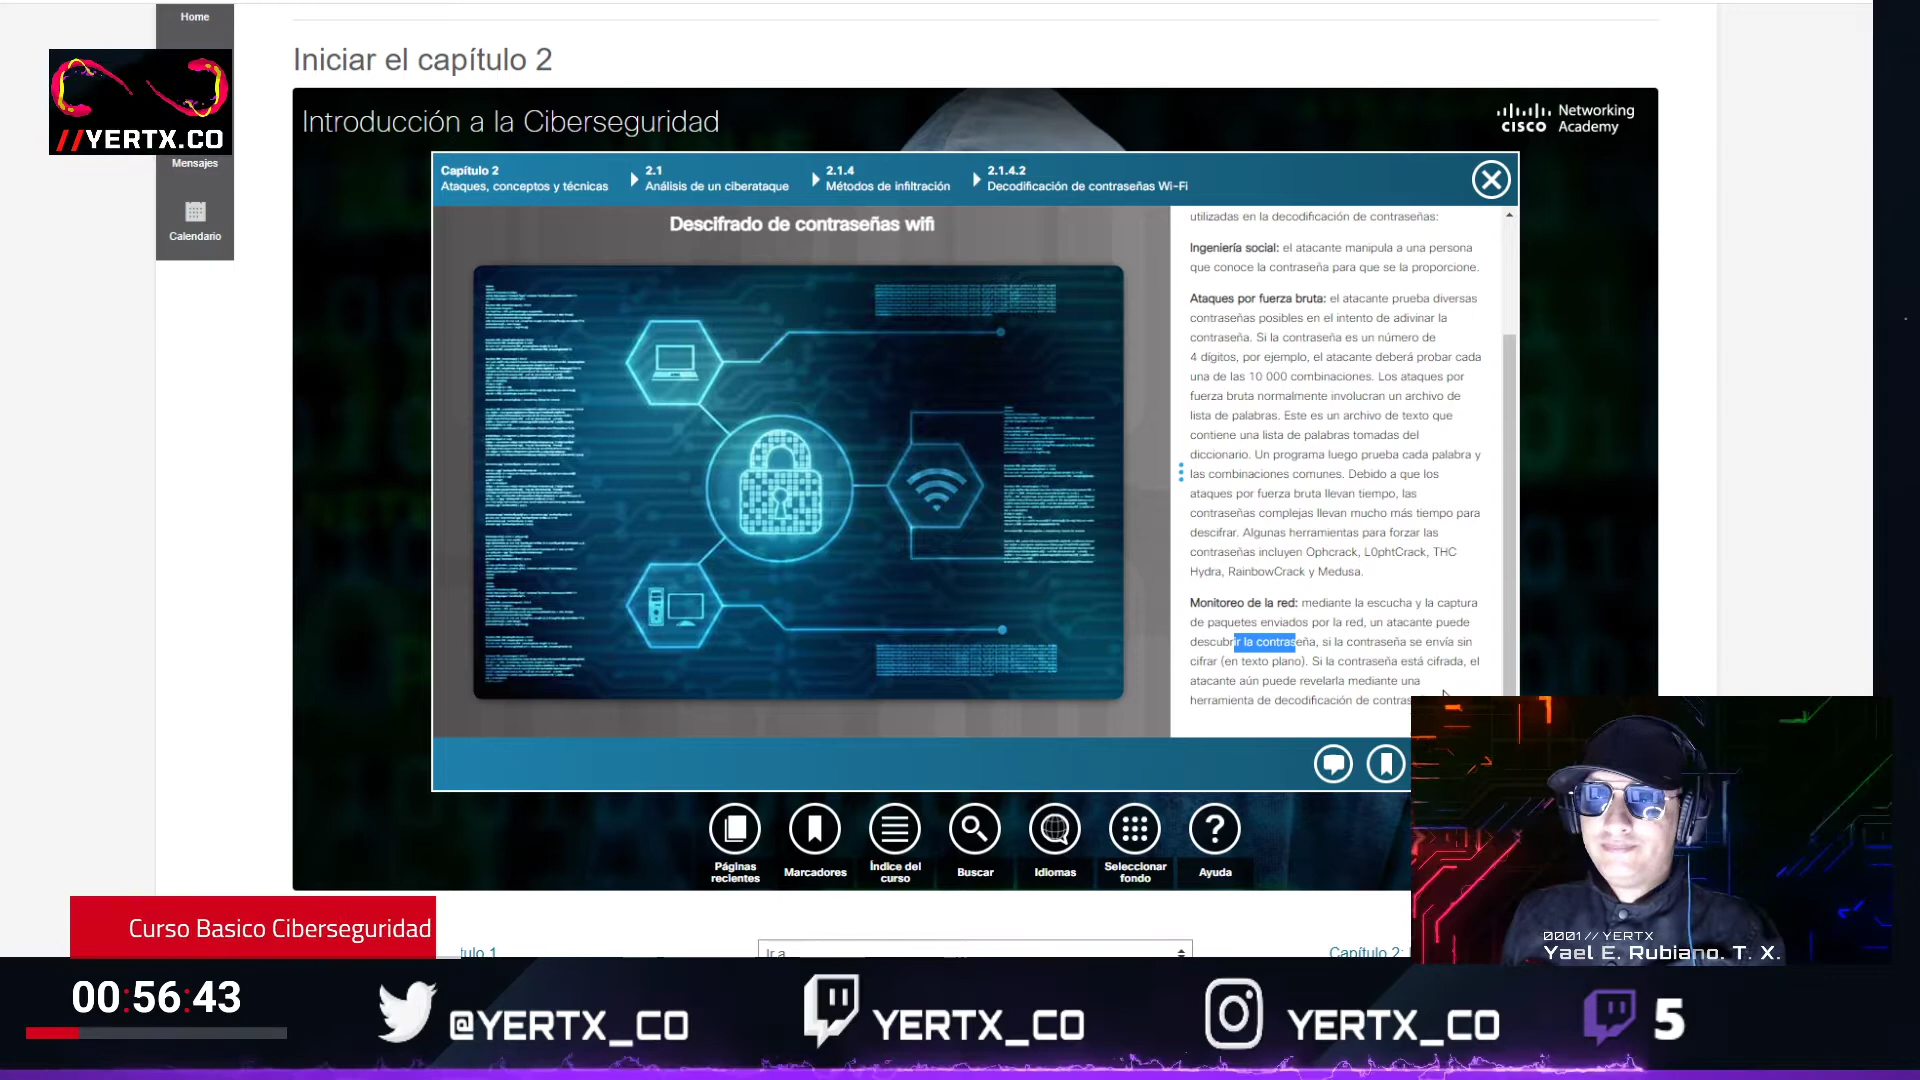 Home
Iniciar el capítulo 2
Introducción a la Ciberseguridad
Networking
CISCO Academy
//YERTX.CO
Mensajes
Calendario
Capítulo 2
Ataques, conceptos y técnicas
2.1
Análisis de un ciberataque
2.1.4
Métodos de infiltración
2.1.4.2
Decodificación de contraseñas Wi-Fi
Descifrado de contraseñas wifi
utilizadas en la decodificación de contraseñas:
Ingeniería social: el atacante manipula a una persona
que conoce la contraseña para que se la proporcione.
Ataques por fuerza bruta: el atacante prueba diversas
contraseñas posibles en el intento de adivinar la
contraseña. Si la contraseña es un número de
4 dígitos, por ejemplo, el atacante deberá probar cada
una de las 10 000 combinaciones. Los ataques por
fuerza bruta normalmente involucran un archivo de
lista de palabras. Este es un archivo de texto que
contiene una lista de palabras tomadas del
diccionario. Un programa luego prueba cada palabra y
las combinaciones comunes. Debido a que los
ataques por fuerza bruta llevan tiempo, las
contraseñas complejas llevan mucho más tiempo para
descifrar. Algunas herramientas para forzar las
contraseñas incluyen Ophcrack, L0phtCrack, THC
Hydra, RainbowCrack y Medusa.
Monitoreo de la red: mediante la escucha y la captura
de paquetes enviados por la red, un atacante puede
descubrir la contraseña, si la contraseña se envía sin
cifrar (en texto plano). Si la contraseña está cifrada, el
atacante aún puede revelarla mediante una
herramienta de decodificación de contras
Páginas recientes
Marcadores
Índice del curso
Buscar
Idiomas
Seleccionar fondo
Ayuda
Curso Basico Ciberseguridad
tulo 1
Ir a
Capítulo 2:
0001 // YERTX
Yael E. Rubiano. T. X.
00:56:43
@YERTX_CO
YERTX_CO
YERTX_CO
5